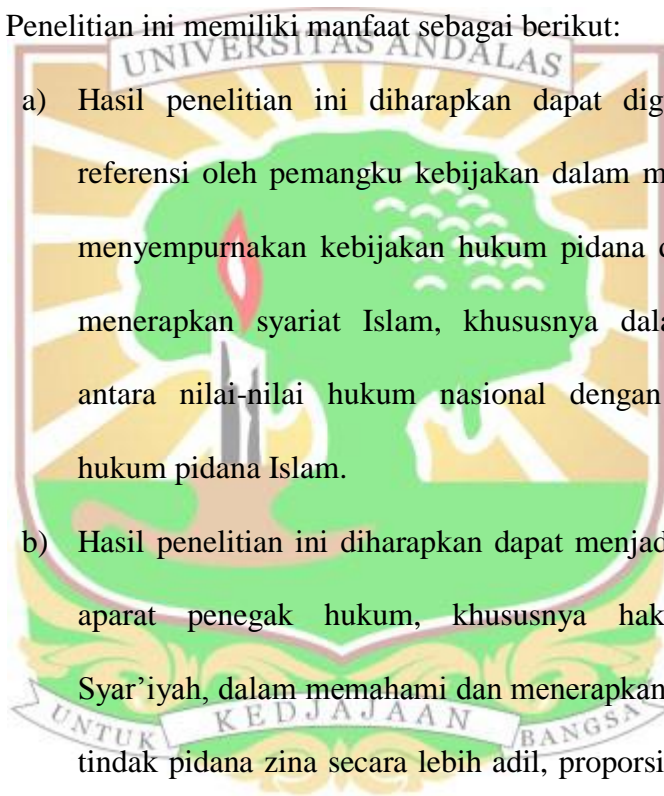 Penelitian ini memiliki manfaat sebagai berikut:
UNIVERSITAS ANDALAS
a) Hasil penelitian ini diharapkan dapat dig
referensi oleh pemangku kebijakan dalam m
menyempurnakan kebijakan hukum pidana
menerapkan syariat Islam, khususnya dal
antara nilai-nilai hukum nasional dengan
hukum pidana Islam.
b) Hasil penelitian ini diharapkan dapat menjad
aparat penegak hukum, khususnya hak
Syar’iyah, dalam memahami dan menerapkan
UNTUK KEDJAJAAN BANGSA
tindak pidana zina secara lebih adil, proporsi